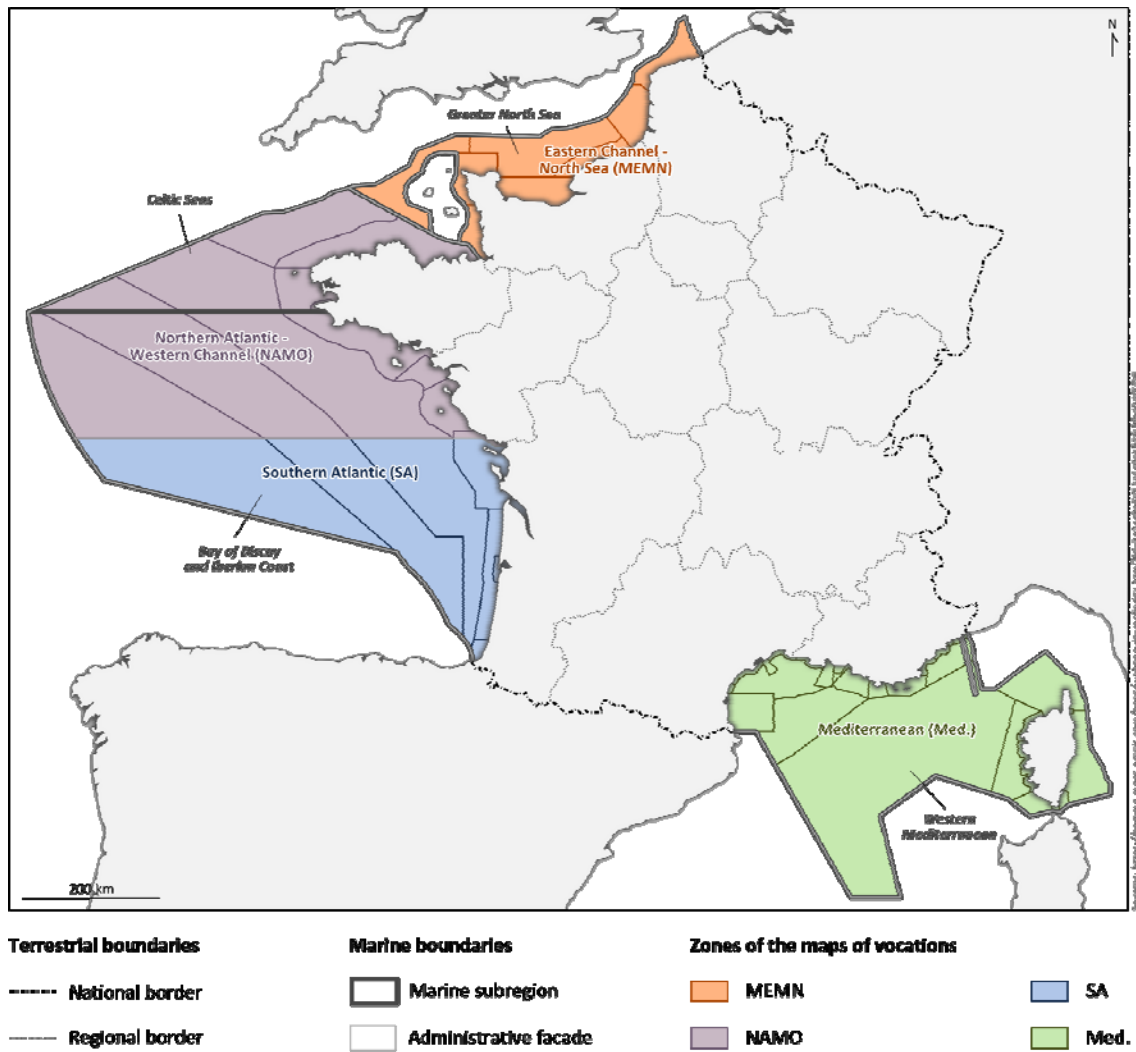 N
Greater North Sea
Eastern Channel -
North Sea (MEMN)
Celtic Seas
Northern Atlantic -
Western Channel (NAMO)
Southern Atlantic (SA)
Bay of Biscay
and Iberian Coast
Mediterranean (Med.)
Western
Mediterranean
200 km
Terrestrial boundaries
Marine boundaries
Zones of the maps of vocations
National border
Marine subregion
MEMN
SA
Regional border
Administrative facade
NAMO
Med.